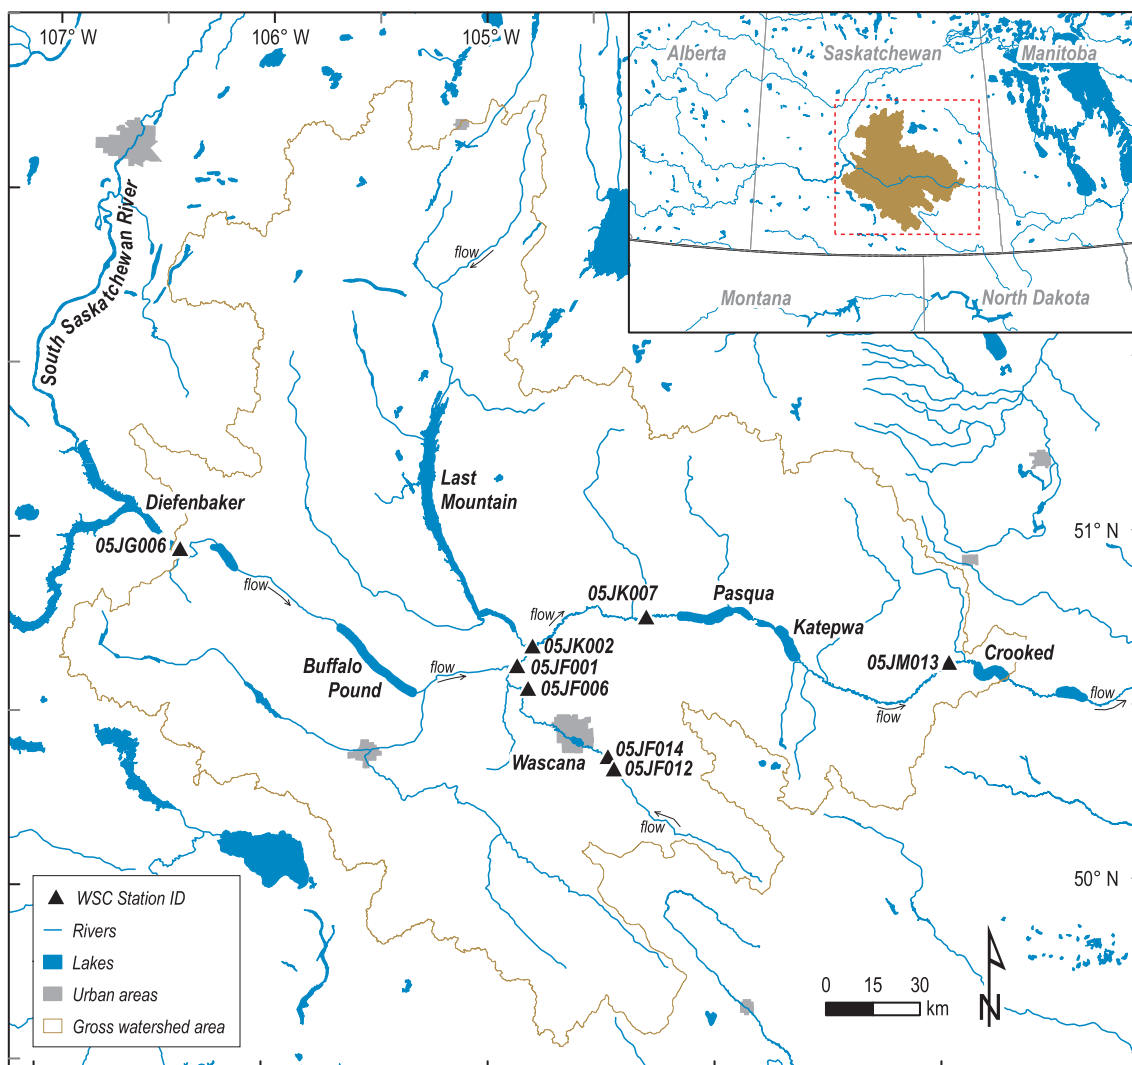 107° W
106° W
105° W
Alberta
Saskatchewan
Manitoba
Montana
North Dakota
South Saskatchewan River
flow
Last
Mountain
Diefenbaker
05JG006
51° N
flow
05JK007
Pasqua
flow
Katepwa
05JK002
05JM013
Crooked
Buffalo
Pound
flow
05JF001
05JF006
flow
flow
Wascana
05JF014
05JF012
flow
50° N
WSC Station ID
Rivers
Lakes
Urban areas
Gross watershed area
0 15 30
km
N